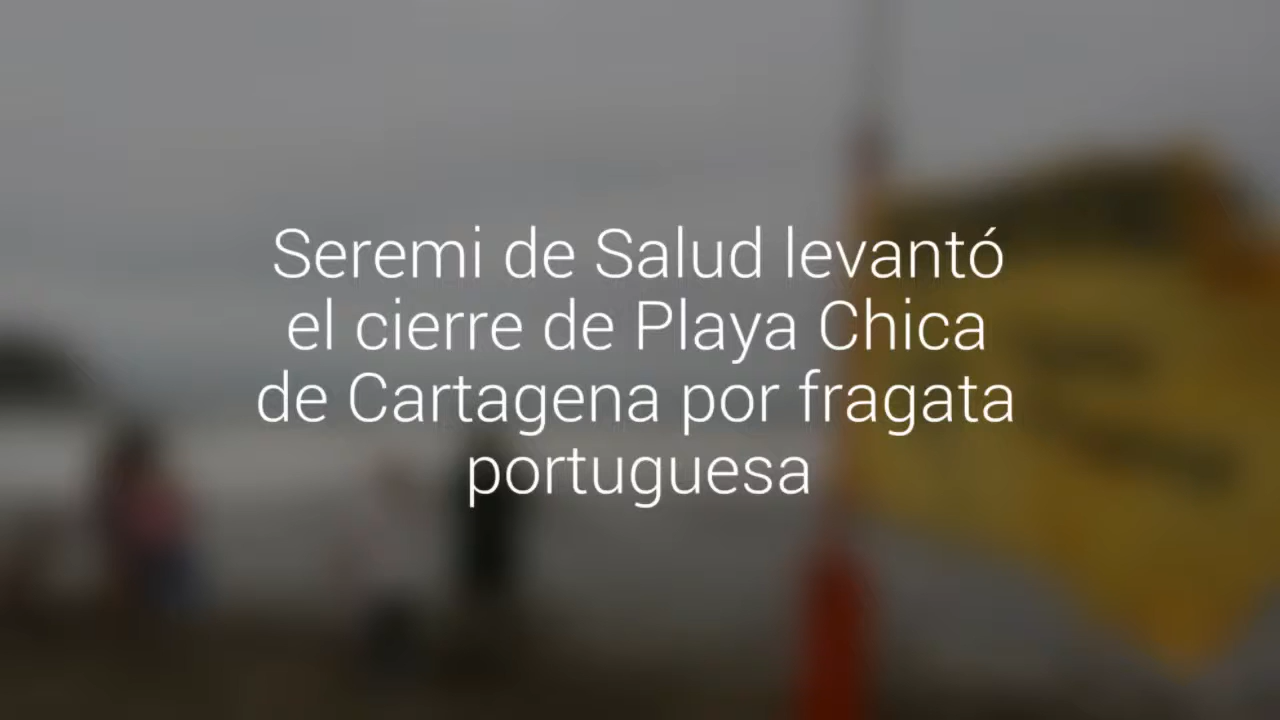 Seremi de Salud levantó
el cierre de Playa Chica
de Cartagena por fragata
portuguesa